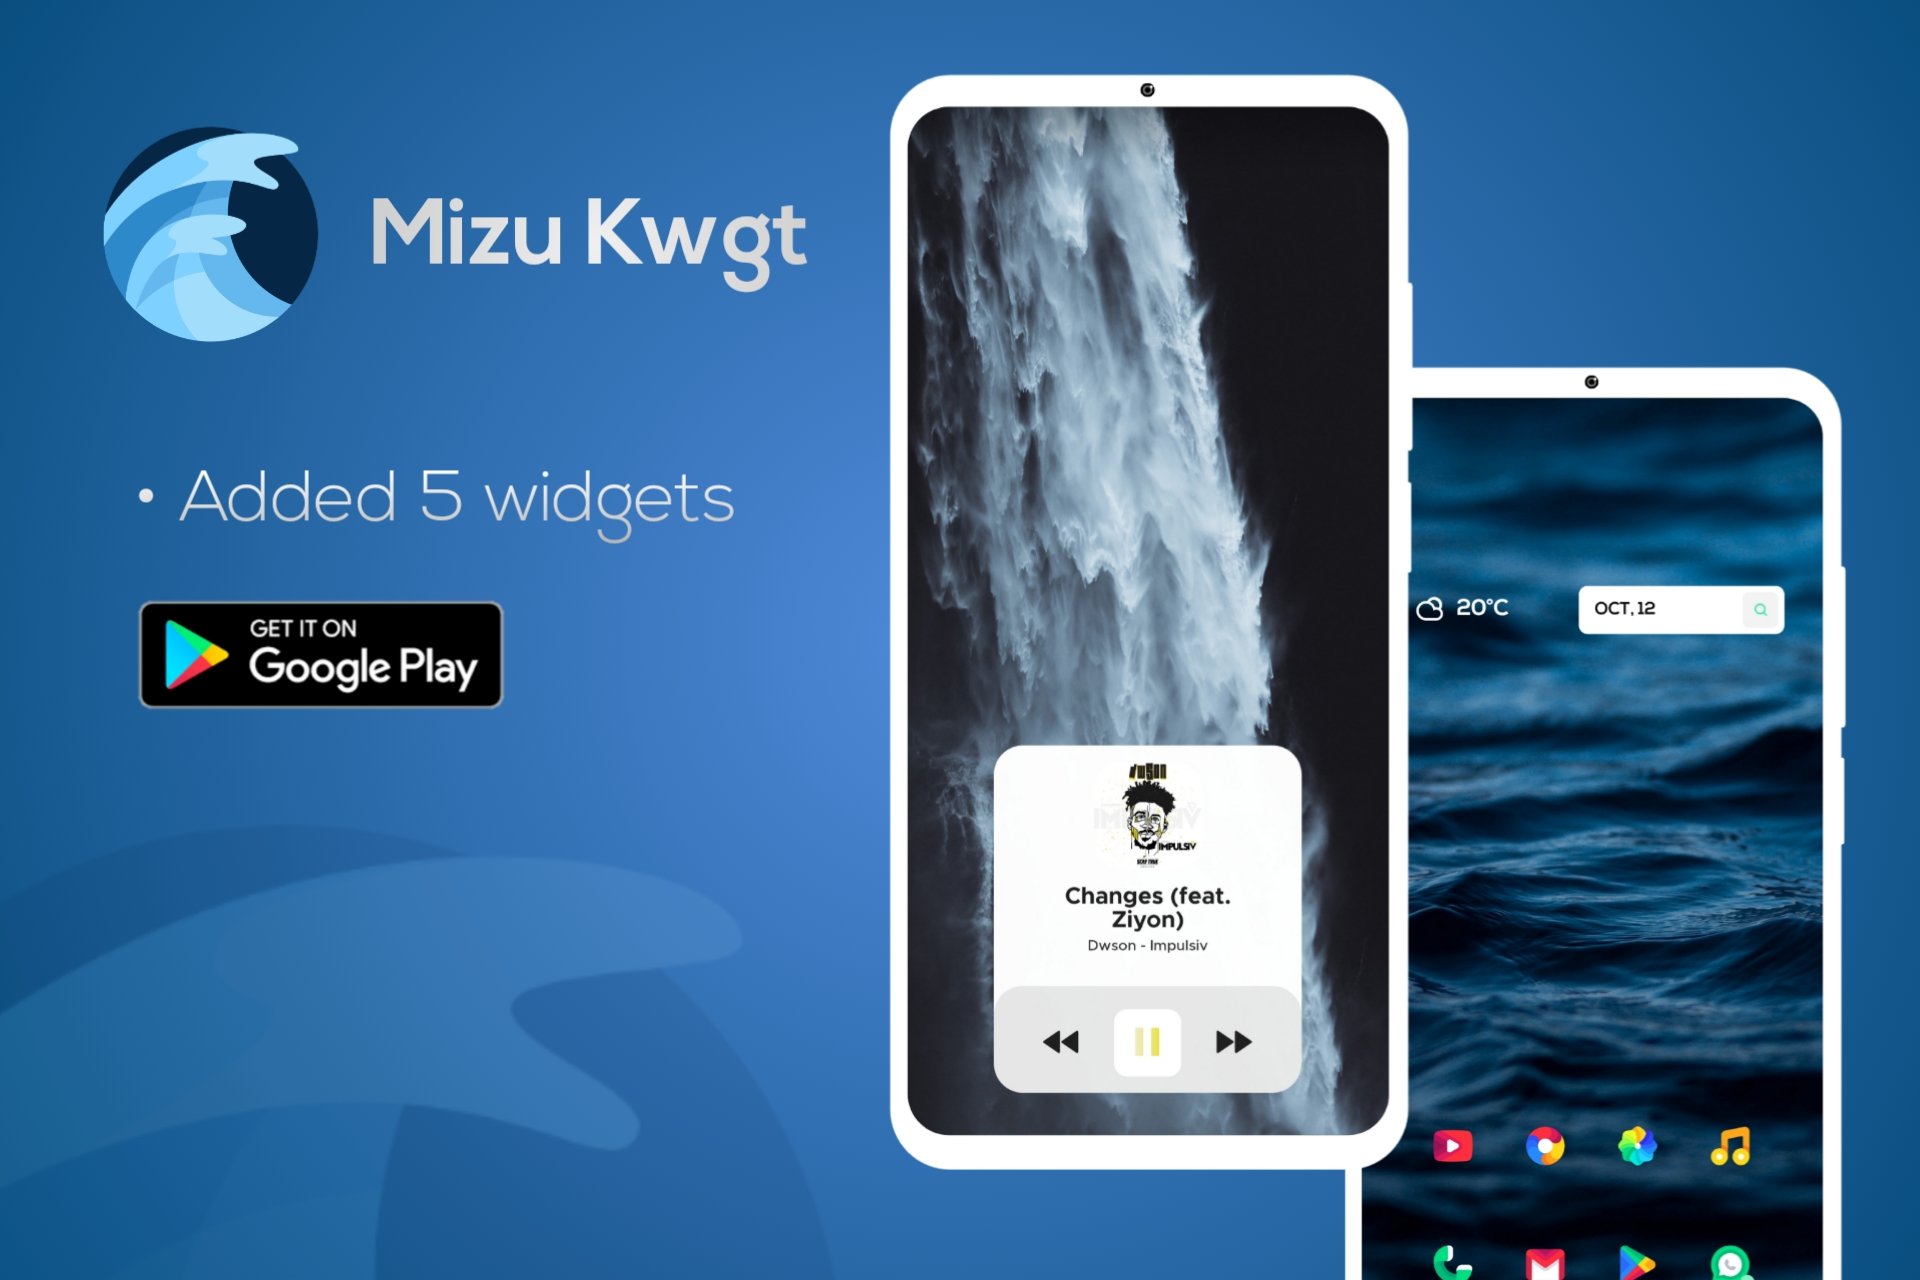 Mizu Kwgt
• Added 5 widgets
GET IT ON
Google Play
IMPULSIV
Changes (feat.
Ziyon)
Dwson - Impulsiv
20°C
OCT, 12